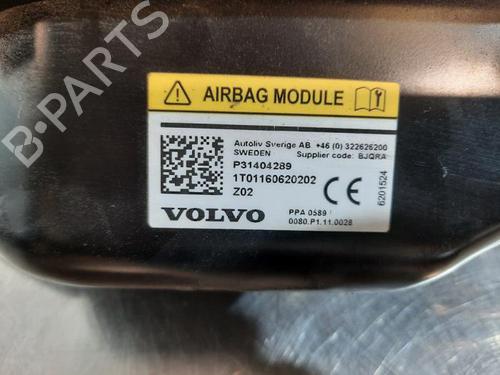 AIRBAG MODULE
Autoliv Sverige AB +46 (0) 322626200
SWEDEN Supplier code: BJQRA
P31404289
1T01160620202
Z02
CE
6201524
VOLVO
PPA 0589
0080.P1.11.0028
B-PARTS